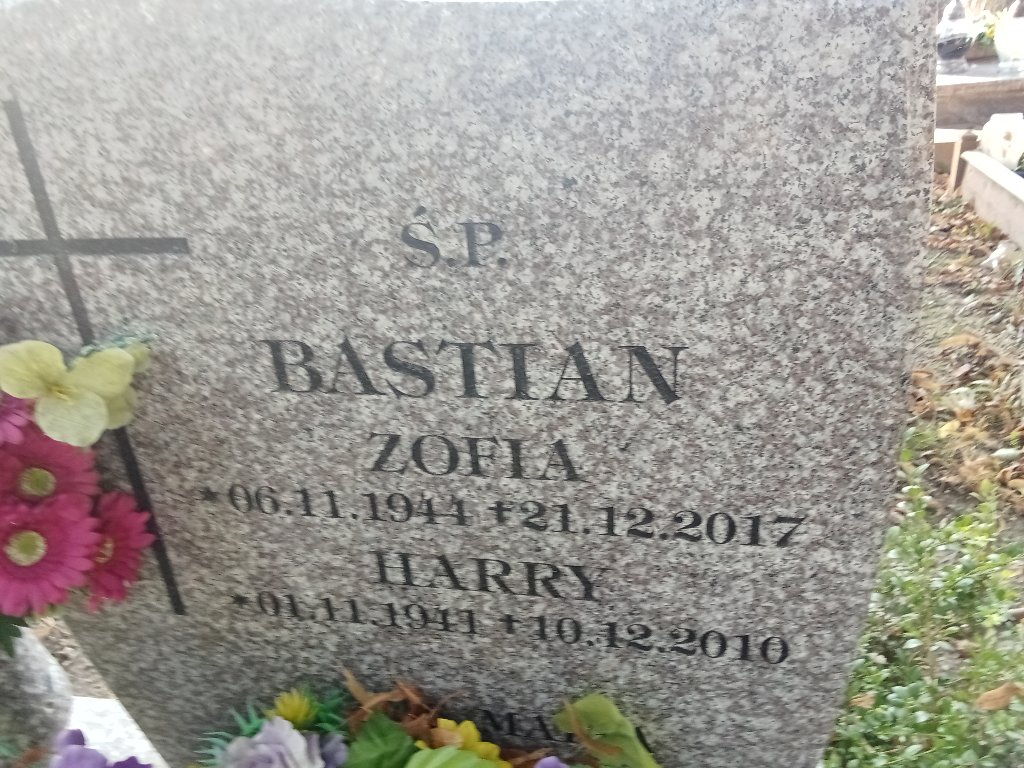 Ś.P.
BASTIAN
ZOFIA
*06.11.1944 +21.12.2017
HARRY
*01.11.1941 +10.12.2010